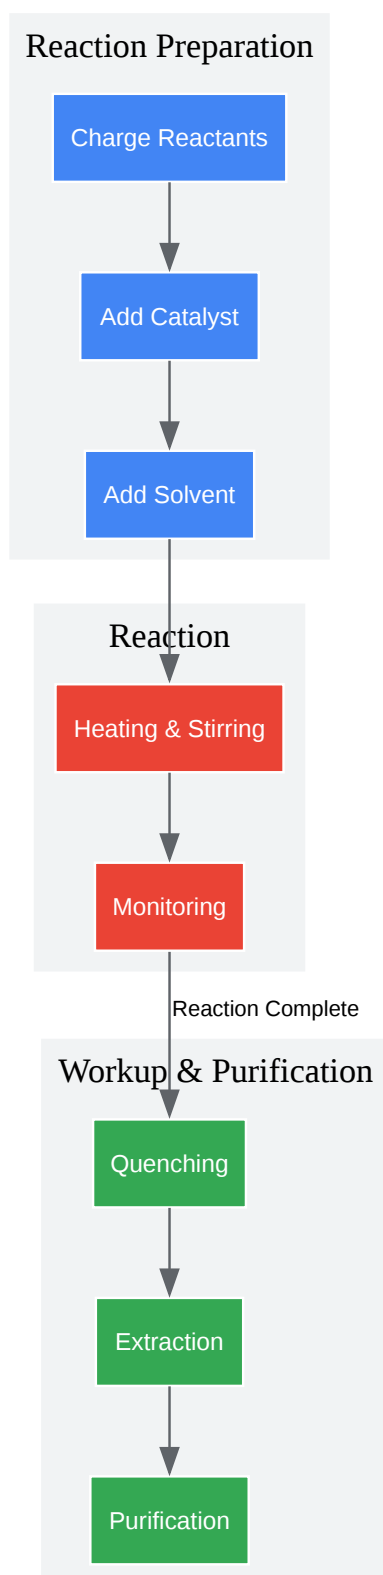 Reaction Preparation
Charge Reactants
Add Catalyst
Add Solvent
Reaction
Heating & Stirring
Monitoring
Reaction Complete
Workup & Purification
Quenching
Extraction
Purification